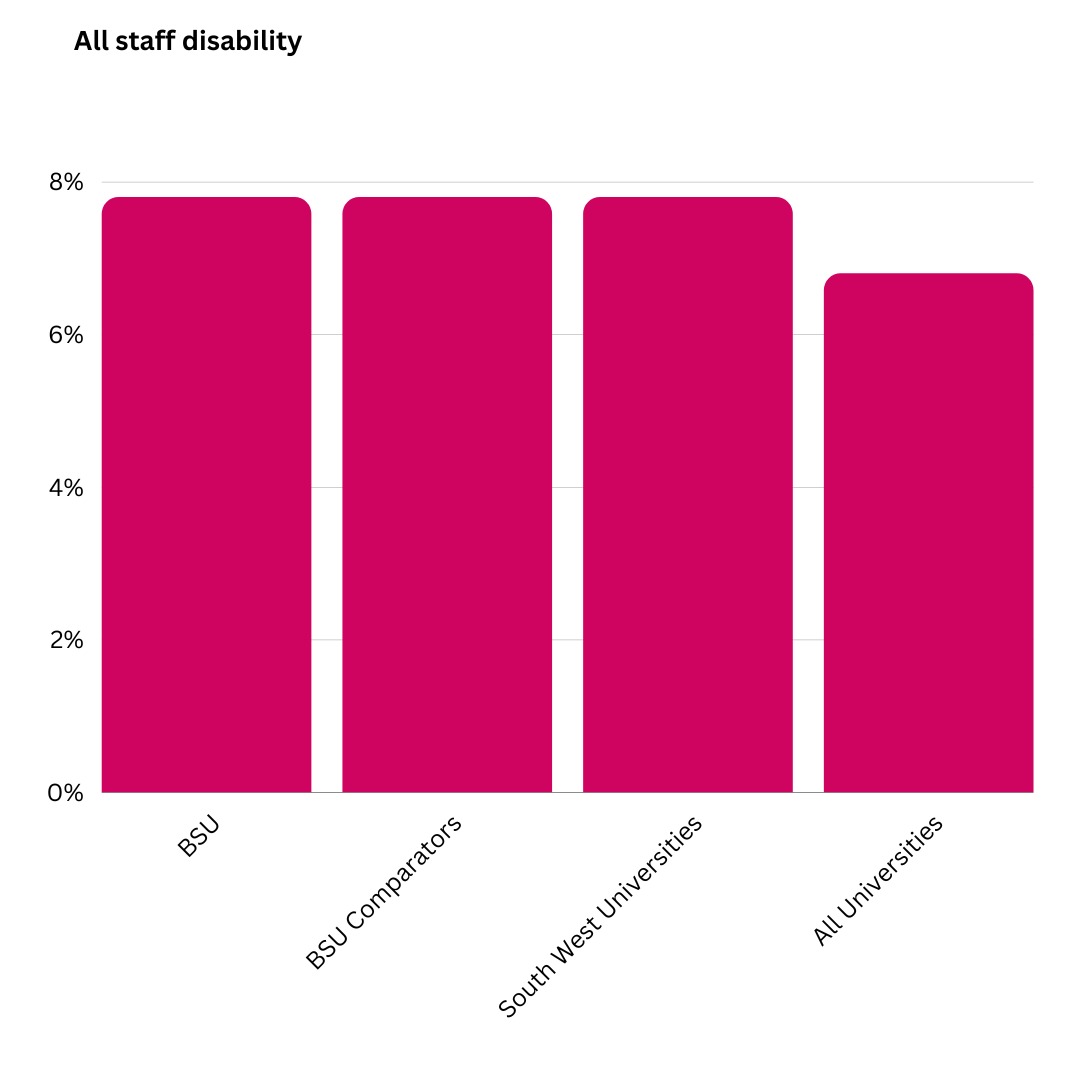 All staff disability
8%
6%
4%
2%
0%
BSU
BSU Comparators
South West Universities
All Universities